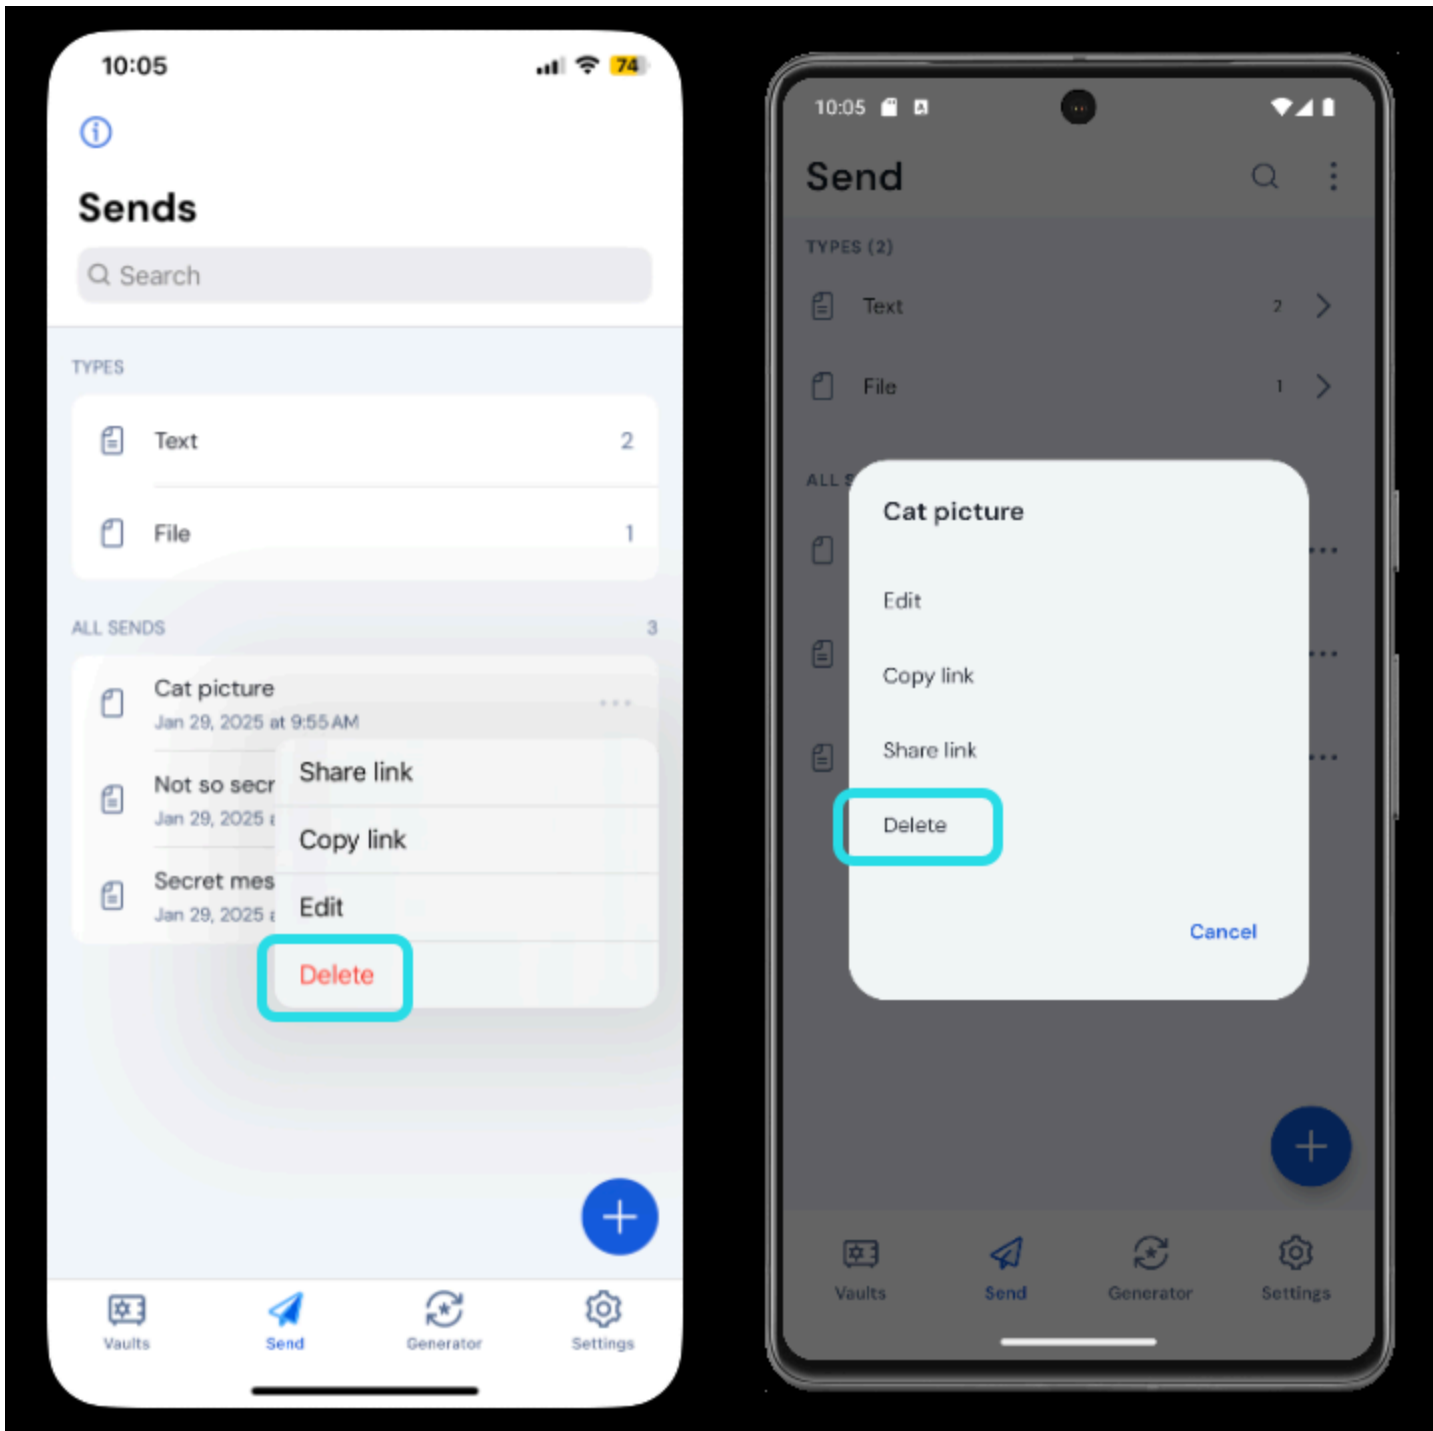 10:05
74
Sends
Search
TYPES
Text 2
File 1
ALL SENDS 3
Cat picture
Jan 29, 2025 at 9:55 AM
Not so secr
Jan 29, 2025
Secret mes
Jan 29, 2025
Share link
Copy link
Edit
Delete
Vaults Send Generator Settings
10:05
Send
TYPES (2)
Text 2
File 1
ALL S
Cat picture
Edit
Copy link
Share link
Delete
Cancel
Vaults Send Generator Settings